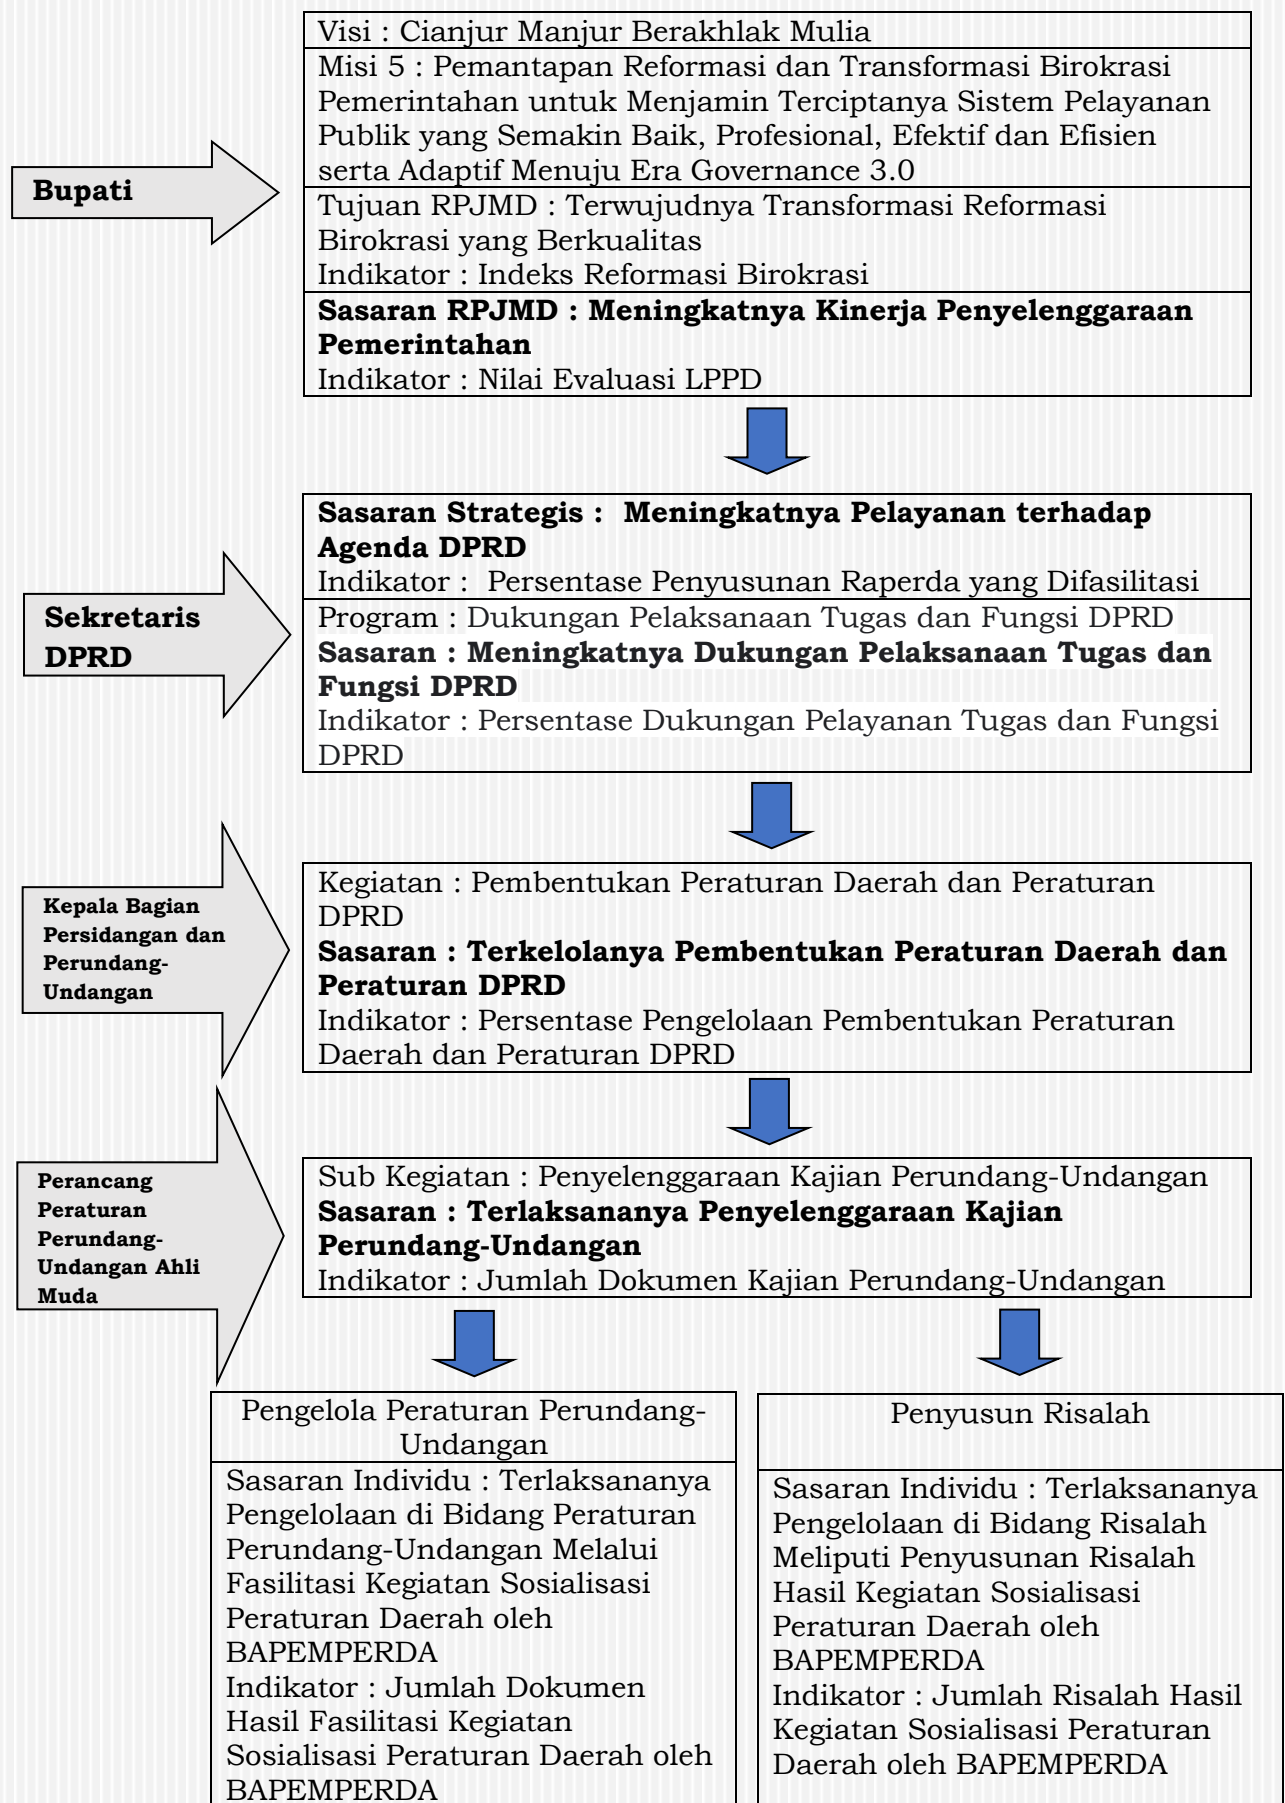 Visi : Cianjur Manjur Berakhlak Mulia
Misi 5 : Pemantapan Reformasi dan Transformasi Birokrasi
Pemerintahan untuk Menjamin Terciptanya Sistem Pelayanan
Publik yang Semakin Baik, Profesional, Efektif dan Efisien
serta Adaptif Menuju Era Governance 3.0
Bupati
Tujuan RPJMD : Terwujudnya Transformasi Reformasi
Birokrasi yang Berkualitas
Indikator : Indeks Reformasi Birokrasi
Sasaran RPJMD : Meningkatnya Kinerja Penyelenggaraan
Pemerintahan
Indikator : Nilai Evaluasi LPPD
Sasaran Strategis :  Meningkatnya Pelayanan terhadap
Agenda DPRD
Indikator :  Persentase Penyusunan Raperda yang Difasilitasi
Sekretaris
DPRD
Program : Dukungan Pelaksanaan Tugas dan Fungsi DPRD
Sasaran : Meningkatnya Dukungan Pelaksanaan Tugas dan
Fungsi DPRD
Indikator : Persentase Dukungan Pelayanan Tugas dan Fungsi
DPRD
Kepala Bagian
Persidangan dan
Perundang-
Undangan
Kegiatan : Pembentukan Peraturan Daerah dan Peraturan
DPRD
Sasaran : Terkelolanya Pembentukan Peraturan Daerah dan
Peraturan DPRD
Indikator : Persentase Pengelolaan Pembentukan Peraturan
Daerah dan Peraturan DPRD
Perancang
Peraturan
Perundang-
Undangan Ahli
Muda
Sub Kegiatan : Penyelenggaraan Kajian Perundang-Undangan
Sasaran : Terlaksananya Penyelenggaraan Kajian
Perundang-Undangan
Indikator : Jumlah Dokumen Kajian Perundang-Undangan
Pengelola Peraturan Perundang-
Undangan
Sasaran Individu : Terlaksananya
Pengelolaan di Bidang Peraturan
Perundang-Undangan Melalui
Fasilitasi Kegiatan Sosialisasi
Peraturan Daerah oleh
BAPEMPERDA
Indikator : Jumlah Dokumen
Hasil Fasilitasi Kegiatan
Sosialisasi Peraturan Daerah oleh
BAPEMPERDA
Penyusun Risalah
Sasaran Individu : Terlaksananya
Pengelolaan di Bidang Risalah
Meliputi Penyusunan Risalah
Hasil Kegiatan Sosialisasi
Peraturan Daerah oleh
BAPEMPERDA
Indikator : Jumlah Risalah Hasil
Kegiatan Sosialisasi Peraturan
Daerah oleh BAPEMPERDA